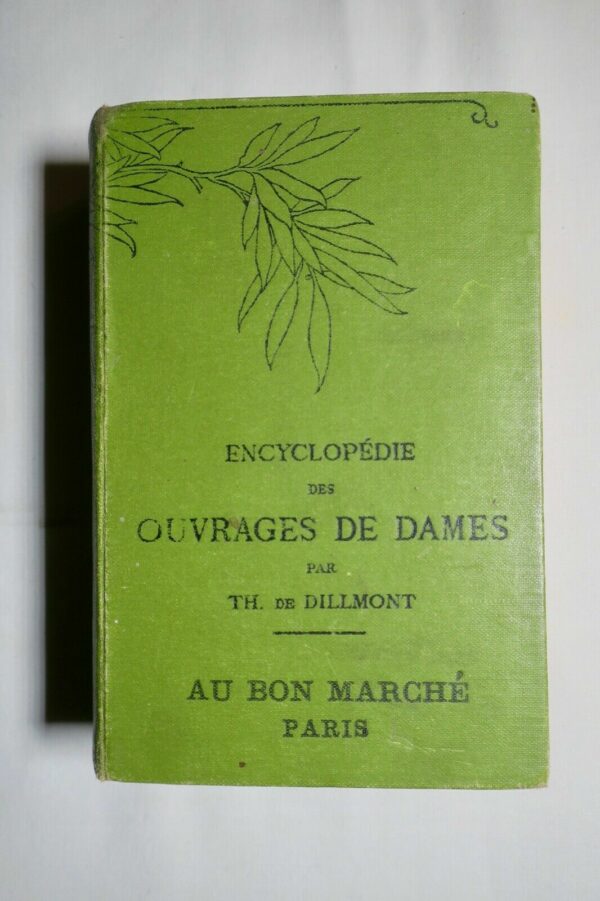 ENCYCLOPÉDIE
DES
OUVRAGES DE DAMES
PAR
TH. DE DILLMONT
AU BON MARCHÉ
PARIS